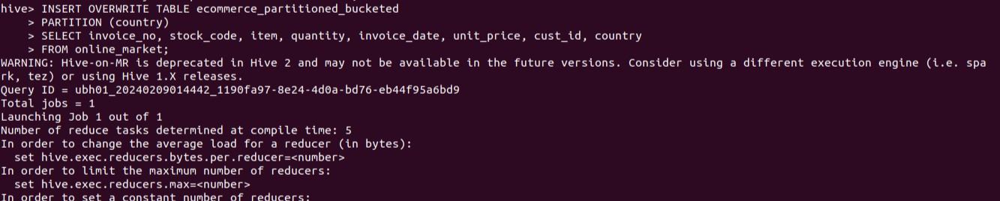 hive> INSERT OVERWRITE TABLE ecommerce_partitioned_bucketed
    > PARTITION (country)
    > SELECT invoice_no, stock_code, item, quantity, invoice_date, unit_price, cust_id, country
    > FROM online_market;
WARNING: Hive-on-MR is deprecated in Hive 2 and may not be available in the future versions. Consider using a different execution engine (i.e. spa
rk, tez) or using Hive 1.X releases.
Query ID = ubh01_20240209014442_1190fa97-8e24-4d0a-bd76-eb44f95a6bd9
Total jobs = 1
Launching Job 1 out of 1
Number of reduce tasks determined at compile time: 5
In order to change the average load for a reducer (in bytes):
  set hive.exec.reducers.bytes.per.reducer=<number>
In order to limit the maximum number of reducers:
  set hive.exec.reducers.max=<number>
In order to set a constant number of reducers: